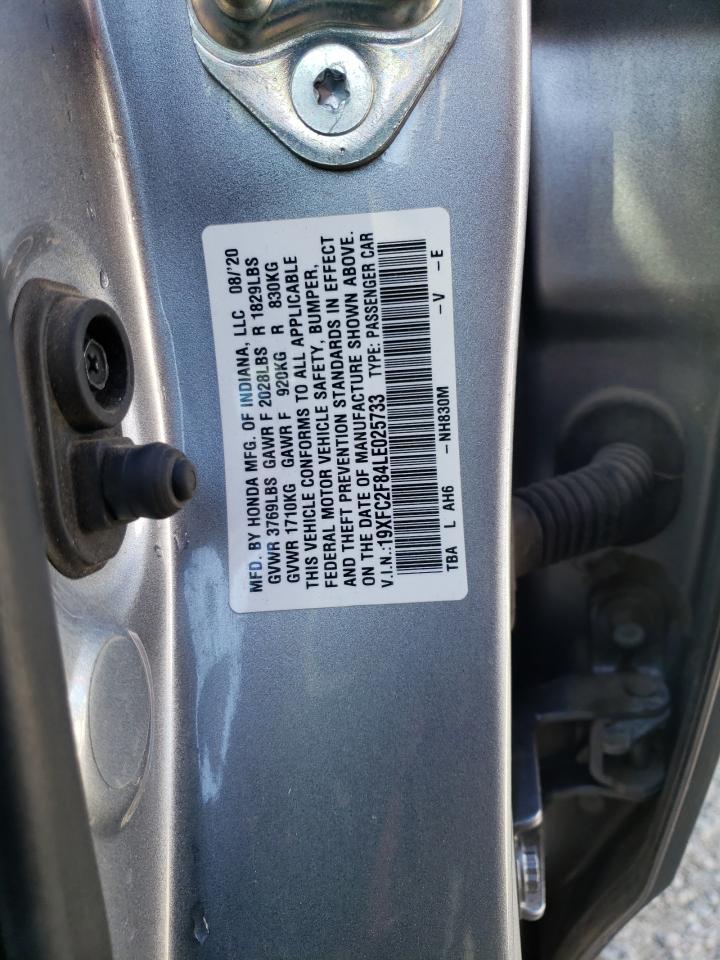 MFD. BY HONDA MFG. OF INDIANA, LLC 08/'20
GVWR 3769LBS GAWR F 2028LBS R 1829LBS
GVWR 1710KG GAWR F 920KG R 830KG
THIS VEHICLE CONFORMS TO ALL APPLICABLE
FEDERAL MOTOR VEHICLE SAFETY, BUMPER,
AND THEFT PREVENTION STANDARDS IN EFFECT
ON THE DATE OF MANUFACTURE SHOWN ABOVE.
V.I.N.:19XFC2F84LE025733 TYPE: PASSENGER CAR
TBA L AH6 - NH830M - V - E